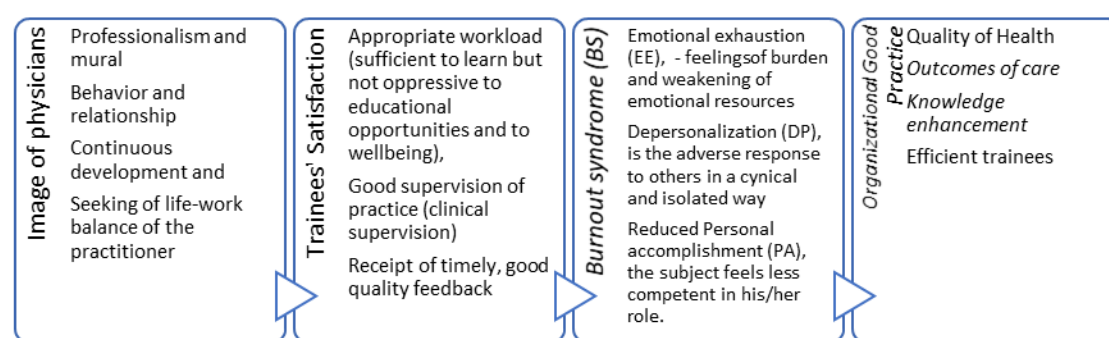 Image of physicians
Professionalism and
mural
Behavior and
relationship
Continuous
development and
Seeking of life-work
balance of the
practitioner
Trainees' Satisfaction
Appropriate workload
(sufficient to learn but
not oppressive to
educational
opportunities and to
wellbeing),
Good supervision of
practice (clinical
supervision)
Receipt of timely, good
quality feedback
Burnout syndrome (BS)
Emotional exhaustion
(EE),  - feelingsof burden
and weakening of
emotional resources
Depersonalization (DP),
is the adverse response
to others in a cynical
and isolated way
Reduced Personal
accomplishment (PA),
the subject feels less
competent in his/her
role.
Organizational Good
Practice
Quality of Health
Outcomes of care
Knowledge
enhancement
Efficient trainees